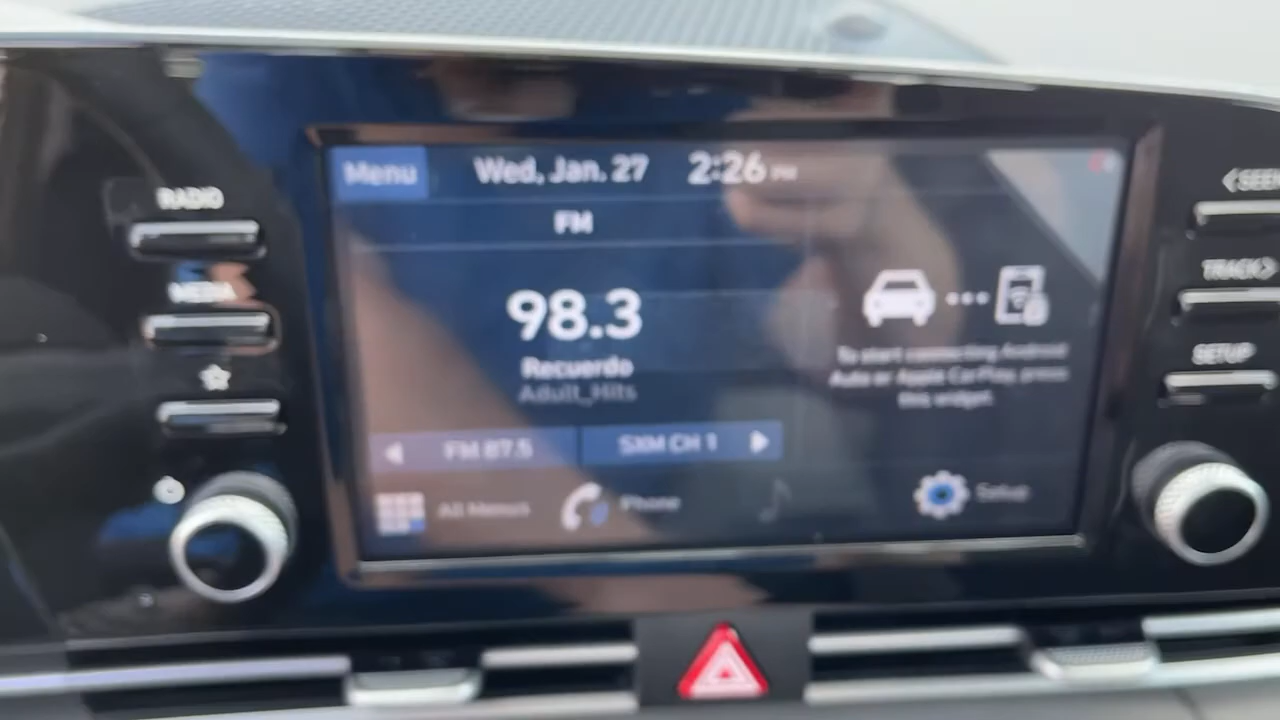 Menu Wed, Jan. 27 2:26 PM
FM
RADIO
98.3
Recuerdo
Adult_Hits
FM 87.5 SXM CH 1
All Menus Phone Setup
MEDIA
To start connecting Android
Auto or Apple CarPlay, press
this widget.
<SEEK
TRACK>
SETUP